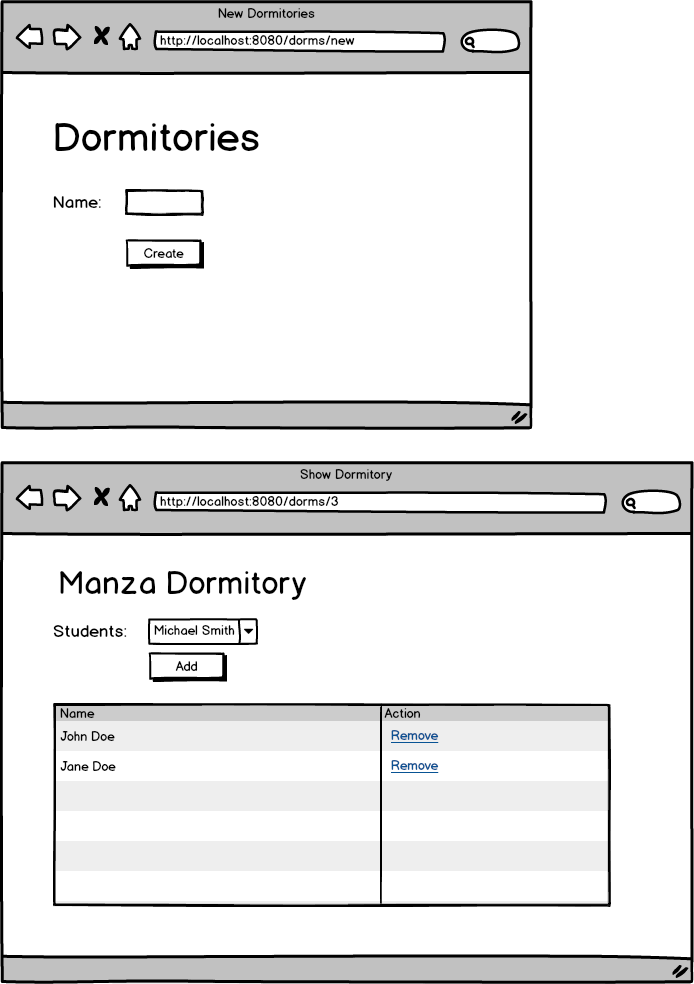 New Dormitories
http://localhost:8080/dorms/new
Dormitories
Name:
Create
Show Dormitory
http://localhost:8080/dorms/3
Manza Dormitory
Students: Michael Smith
Add
Name Action
John Doe Remove
Jane Doe Remove